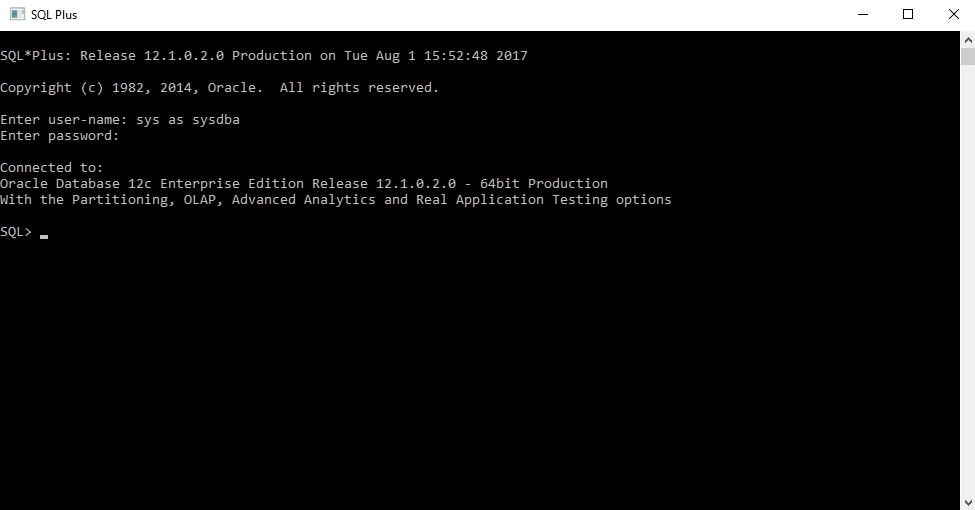 SQL Plus
SQL*Plus: Release 12.1.0.2.0 Production on Tue Aug 1 15:52:48 2017
Copyright (c) 1982, 2014, Oracle.  All rights reserved.
Enter user-name: sys as sysdba
Enter password:
Connected to:
Oracle Database 12c Enterprise Edition Release 12.1.0.2.0 - 64bit Production
With the Partitioning, OLAP, Advanced Analytics and Real Application Testing options
SQL> _